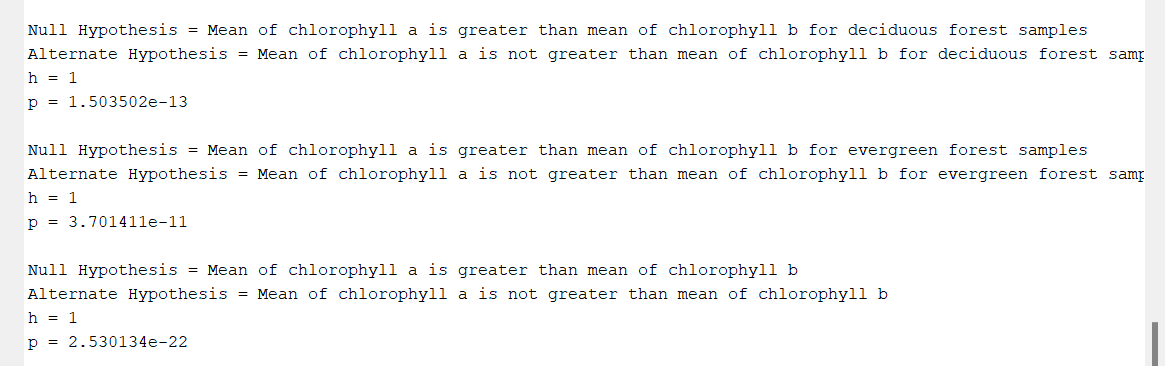 Null Hypothesis = Mean of chlorophyll a is greater than mean of chlorophyll b for deciduous forest samples
Alternate Hypothesis = Mean of chlorophyll a is not greater than mean of chlorophyll b for deciduous forest
h = 1
p = 1.503502e-13
Null Hypothesis = Mean of chlorophyll a is greater than mean of chlorophyll b for evergreen forest samples
Alternate Hypothesis = Mean of chlorophyll a is not greater than mean of chlorophyll b for evergreen forest
h = 1
p = 3.701411e-11
Null Hypothesis = Mean of chlorophyll a is greater than mean of chlorophyll b
Alternate Hypothesis = Mean of chlorophyll a is not greater than mean of chlorophyll b
h = 1
p = 2.530134e-22